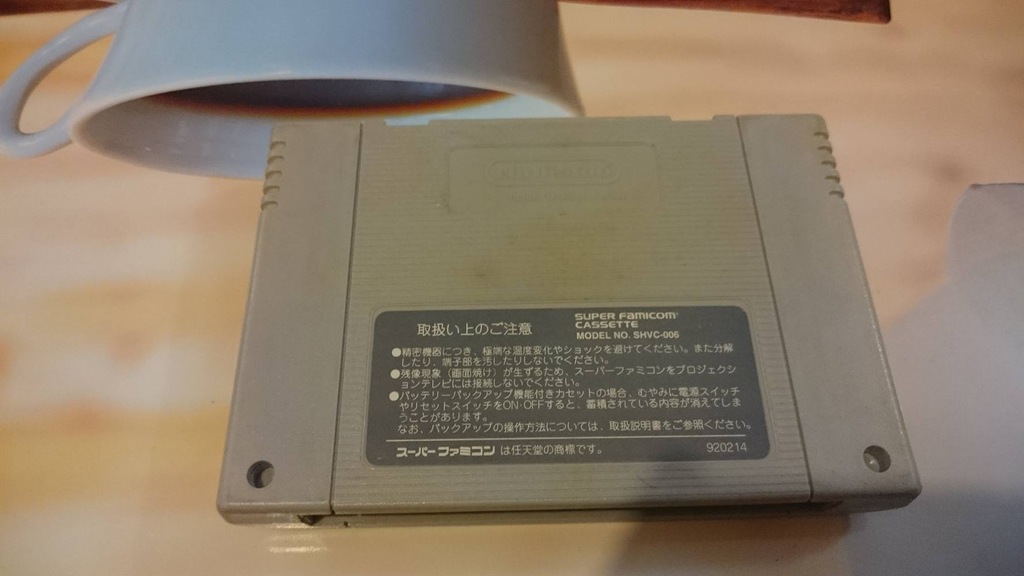 Nintendo
取扱い上のご注意
SUPER FAMICOM
CASSETTE
MODEL NO. SHVC-006
●精密機器につき、極端な温度変化やショックを避けてください。また分解
したり、端子部を汚したりしないでください。
●残像現象（画面焼け）が生ずるため、スーパーファミコンをプロジェクシ
ョンテレビには接続しないでください。
●バッテリーバックアップ機能付き力セットの場合、むやみに電源スイッチ
やリセットスイッチをON・OFFすると、蓄積されている内容が消えてしま
うことがあります。
なお、バックアップの操作方法については、取扱説明書をご参照ください。
スーパーファミコンは任天堂の商標です。
920214